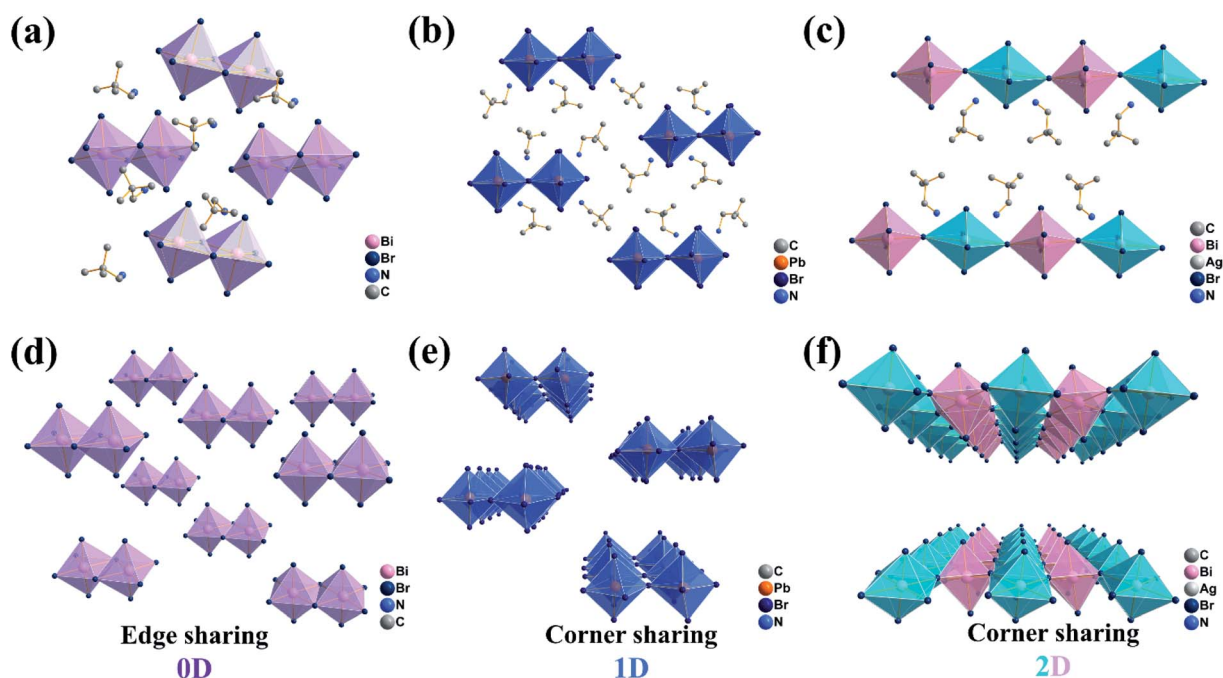 (a)
Bi
Br
N
C
(b)
C
Pb
Br
N
(c)
C
Bi
Ag
Br
N
(d)
Bi
Br
N
C
Edge sharing
0D
(e)
C
Pb
Br
N
Corner sharing
1D
(f)
C
Bi
Ag
Br
N
Corner sharing
2D